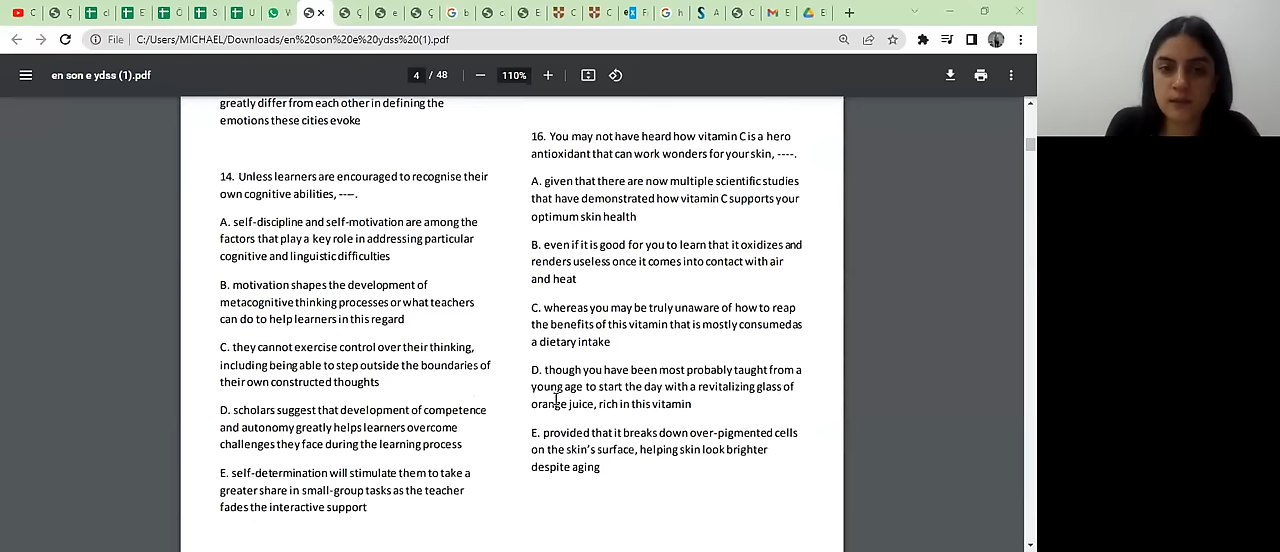 File
C:/Users/MICHAEL/Downloads/en%20son%20e%20ydss%20(1).pdf
en son e ydss (1).pdf
4 / 48
110%
greatly differ from each other in defining the
emotions these cities evoke
14. Unless learners are encouraged to recognise their
own cognitive abilities, ----.
A. self-discipline and self-motivation are among the
factors that play a key role in addressing particular
cognitive and linguistic difficulties
B. motivation shapes the development of
metacognitive thinking processes or what teachers
can do to help learners in this regard
C. they cannot exercise control over their thinking,
including being able to step outside the boundaries of
their own constructed thoughts
D. scholars suggest that development of competence
and autonomy greatly helps learners overcome
challenges they face during the learning process
E. self-determination will stimulate them to take a
greater share in small-group tasks as the teacher
fades the interactive support
16. You may not have heard how vitamin C is a hero
antioxidant that can work wonders for your skin, ----.
A. given that there are now multiple scientific studies
that have demonstrated how vitamin C supports your
optimum skin health
B. even if it is good for you to learn that it oxidizes and
renders useless once it comes into contact with air
and heat
C. whereas you may be truly unaware of how to reap
the benefits of this vitamin that is mostly consumed as
a dietary intake
D. though you have been most probably taught from a
young age to start the day with a revitalizing glass of
orange juice, rich in this vitamin
E. provided that it breaks down over-pigmented cells
on the skin's surface, helping skin look brighter
despite aging